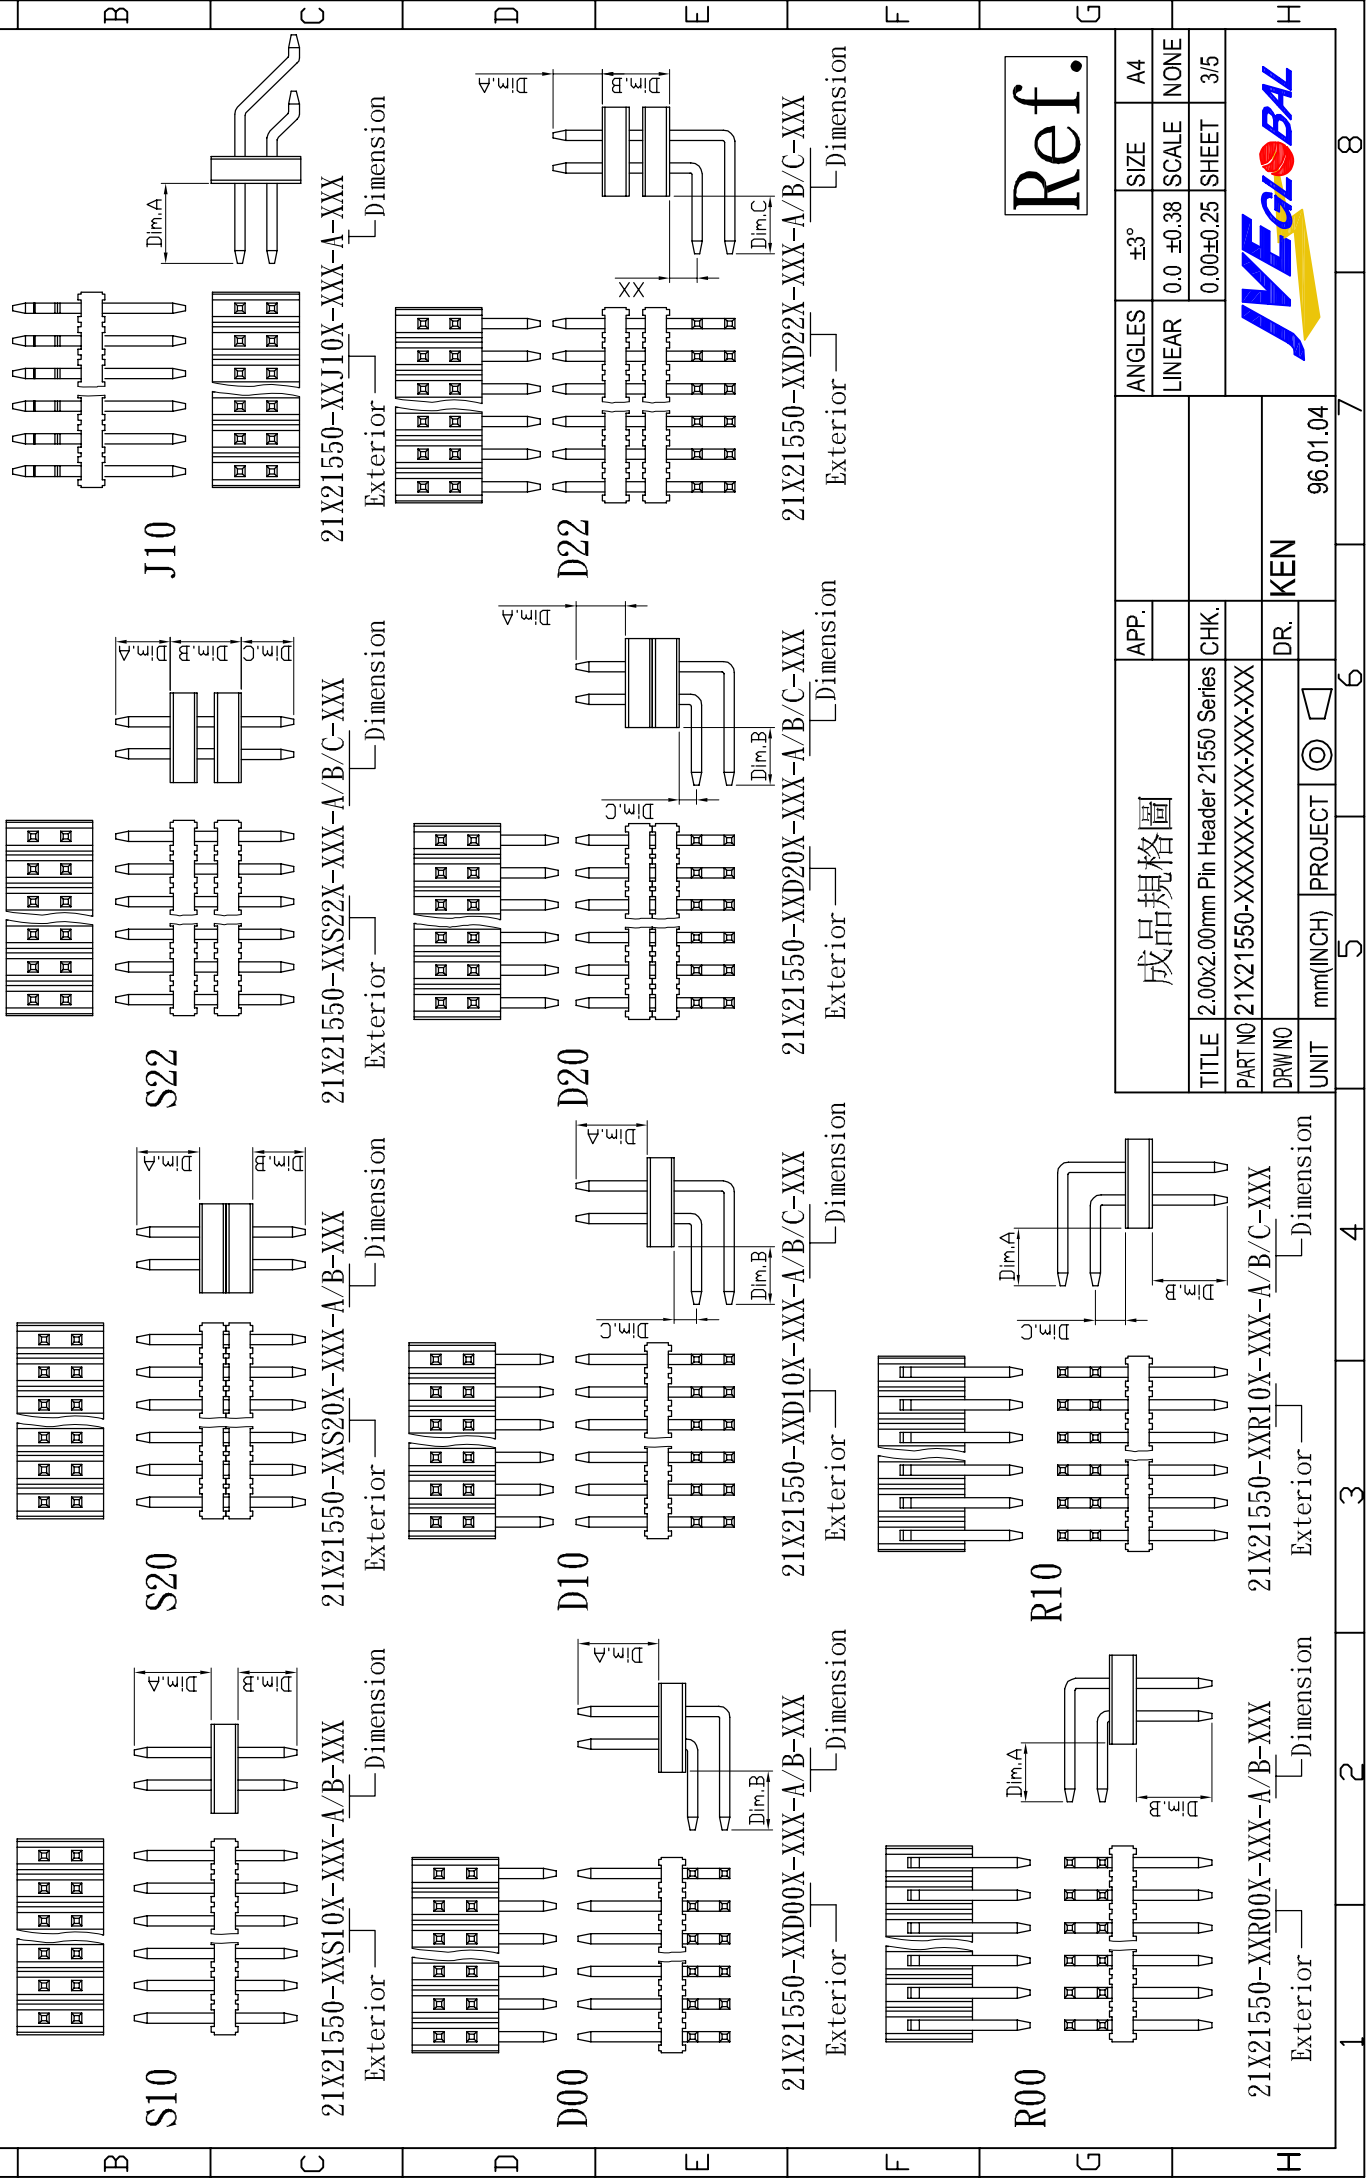 B
C
D
E
F
G
H
S10
Dim.A
Dim.B
21X21550-XXS10X-XXX-A/B-XXX
Exterior
Dimension
S20
Dim.A
Dim.B
21X21550-XXS20X-XXX-A/B-XXX
Exterior
Dimension
S22
Dim.A
Dim.B
Dim.C
21X21550-XXS22X-XXX-A/B/C-XXX
Exterior
Dimension
J10
Dim.A
21X21550-XXJ10X-XXX-A-XXX
Exterior
Dimension
D00
Dim.A
Dim.B
21X21550-XXD00X-XXX-A/B-XXX
Exterior
Dimension
D10
Dim.A
Dim.B
Dim.C
21X21550-XXD10X-XXX-A/B/C-XXX
Exterior
Dimension
D20
Dim.A
Dim.B
Dim.C
21X21550-XXD20X-XXX-A/B/C-XXX
Exterior
Dimension
D22
Dim.A
Dim.B
Dim.C
XX
21X21550-XXD22X-XXX-A/B/C-XXX
Exterior
Dimension
R00
Dim.A
Dim.B
21X21550-XXR00X-XXX-A/B-XXX
Exterior
Dimension
R10
Dim.A
Dim.B
Dim.C
21X21550-XXR10X-XXX-A/B/C-XXX
Exterior
Dimension
Ref.
成品規格圖
APP.
ANGLES ±3° SIZE A4
LINEAR 0.0 ±0.38 SCALE NONE
0.00±0.25 SHEET 3/5
TITLE 2.00x2.00mm Pin Header 21550 Series CHK.
PART NO 21X21550-XXXXXX-XXX-XXX-XXX
DRW NO DR. KEN
UNIT mm(INCH) PROJECT 96.01.04
JVE GLOBAL
1 2 3 4 5 6 7 8
B
C
D
E
F
G
H